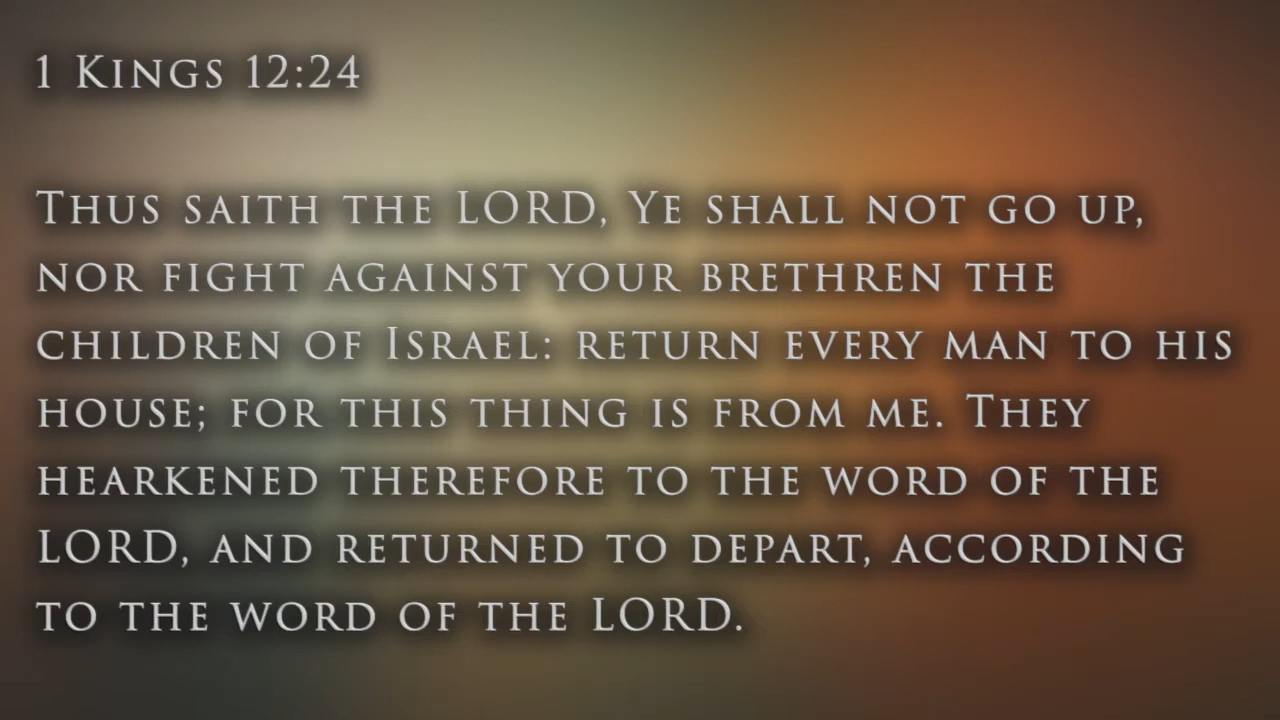 1 Kings 12:24
Thus saith the LORD, Ye shall not go up,
nor fight against your brethren the
children of Israel: return every man to his
house; for this thing is from me. They
hearkened therefore to the word of the
LORD, and returned to depart, according
to the word of the LORD.